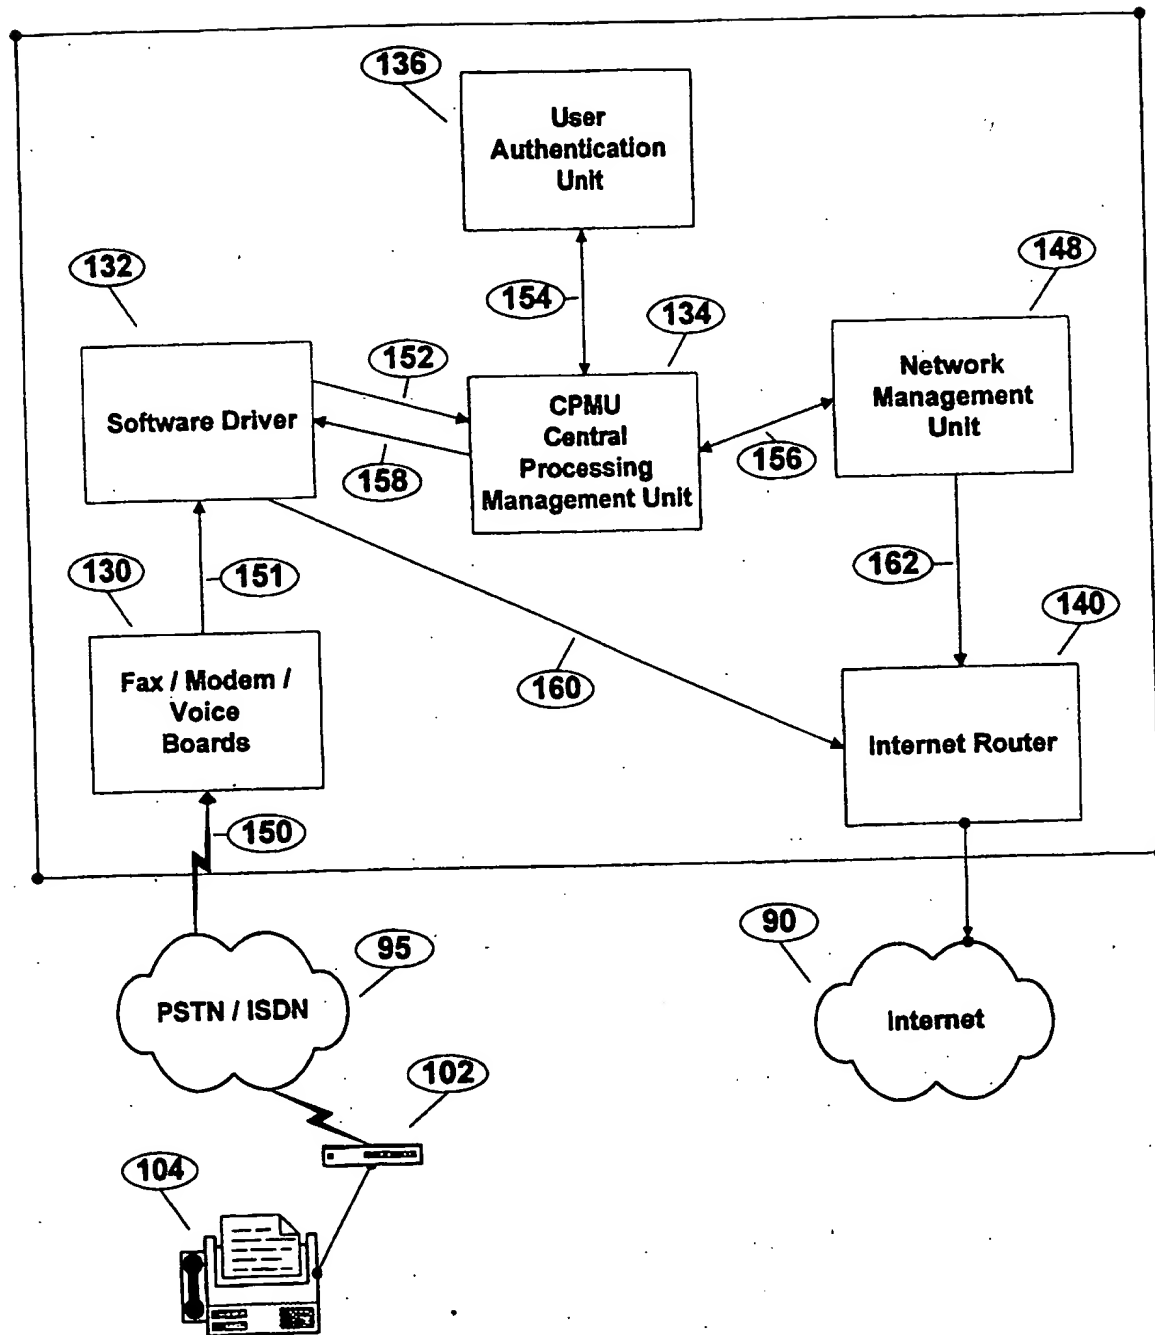 136
User
Authentication
Unit
132
154
134
148
152
Software Driver
158
CPMU
Central
Processing
Management Unit
156
Network
Management
Unit
130
151
162
140
Fax / Modem /
Voice
Boards
160
Internet Router
150
95
90
PSTN / ISDN
Internet
102
104